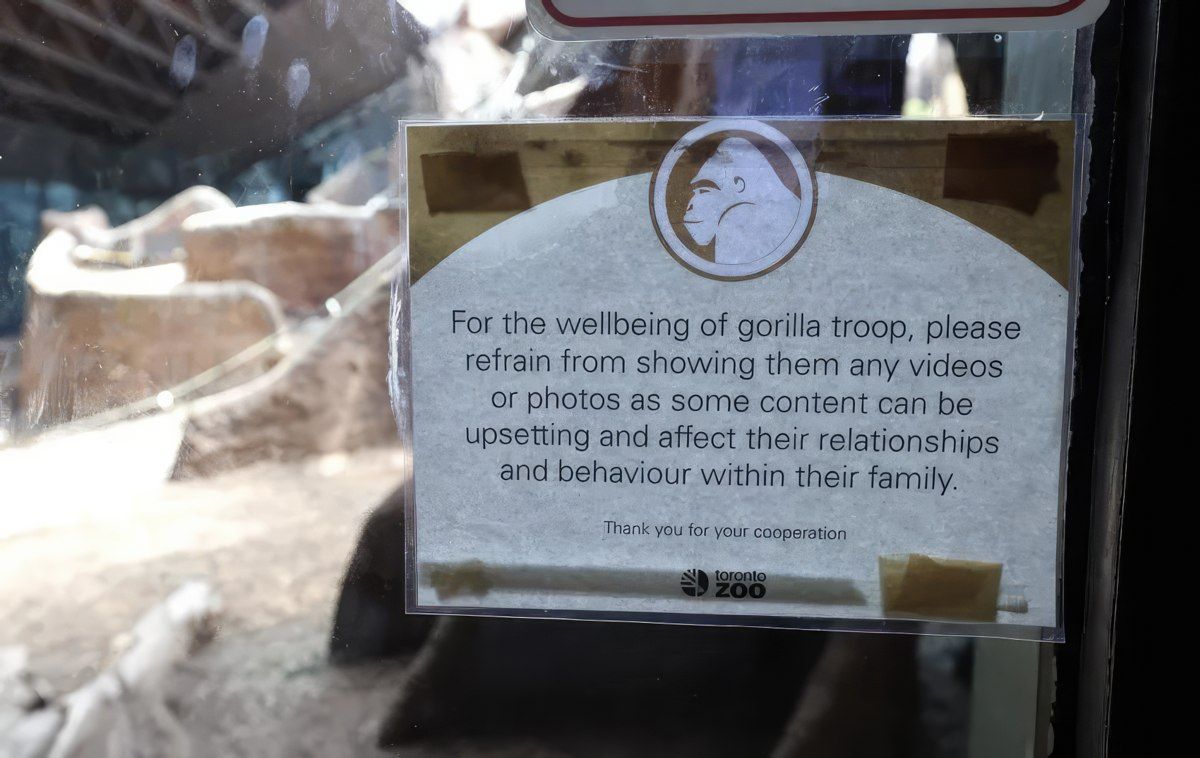 For the wellbeing of gorilla troop, please
refrain from showing them any videos
or photos as some content can be
upsetting and affect their relationships
and behaviour within their family.
Thank you for your cooperation
toronto
ZOO